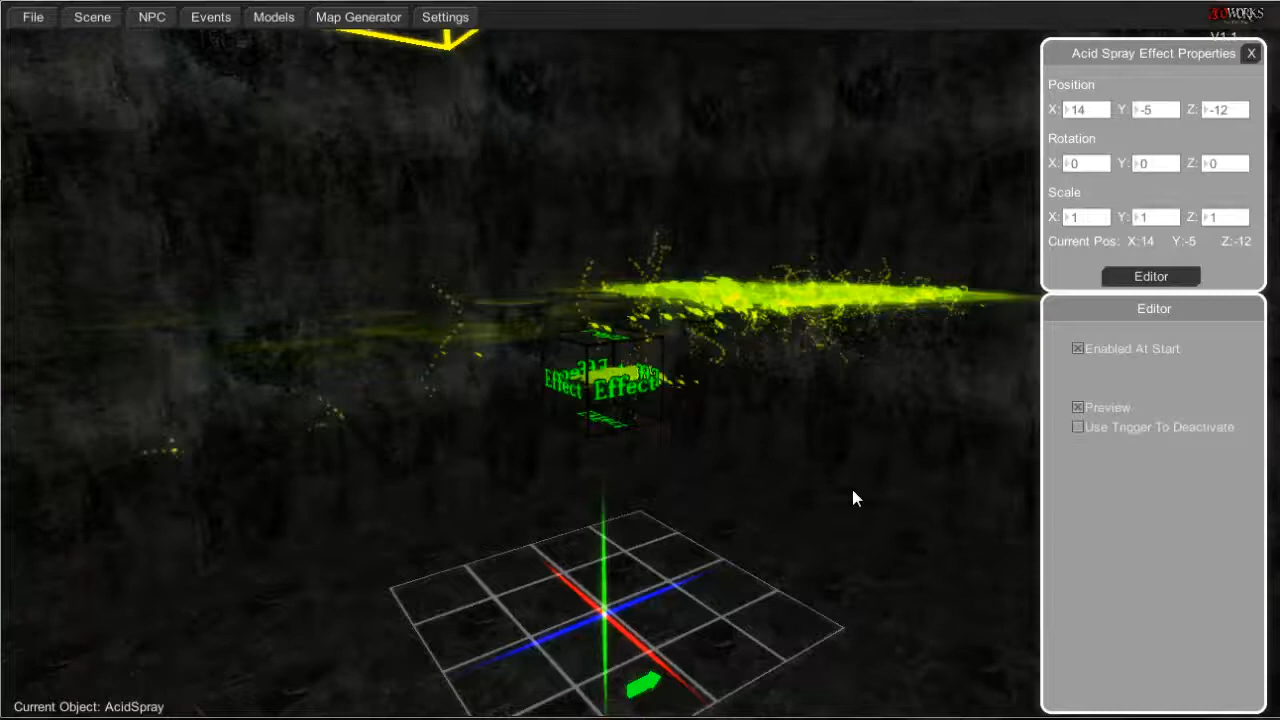 File Scene NPC Events Models Map Generator Settings
WORKS
V1.1
Acid Spray Effect Properties X
Position
X: 14 Y: -5 Z: -12
Rotation
X: 0 Y: 0 Z: 0
Scale
X: 1 Y: 1 Z: 1
Current Pos: X:14 Y:-5 Z:-12
Editor
Editor
Enabled At Start
Effect Effect
Preview
Use Trigger To Deactivate
Current Object: AcidSpray